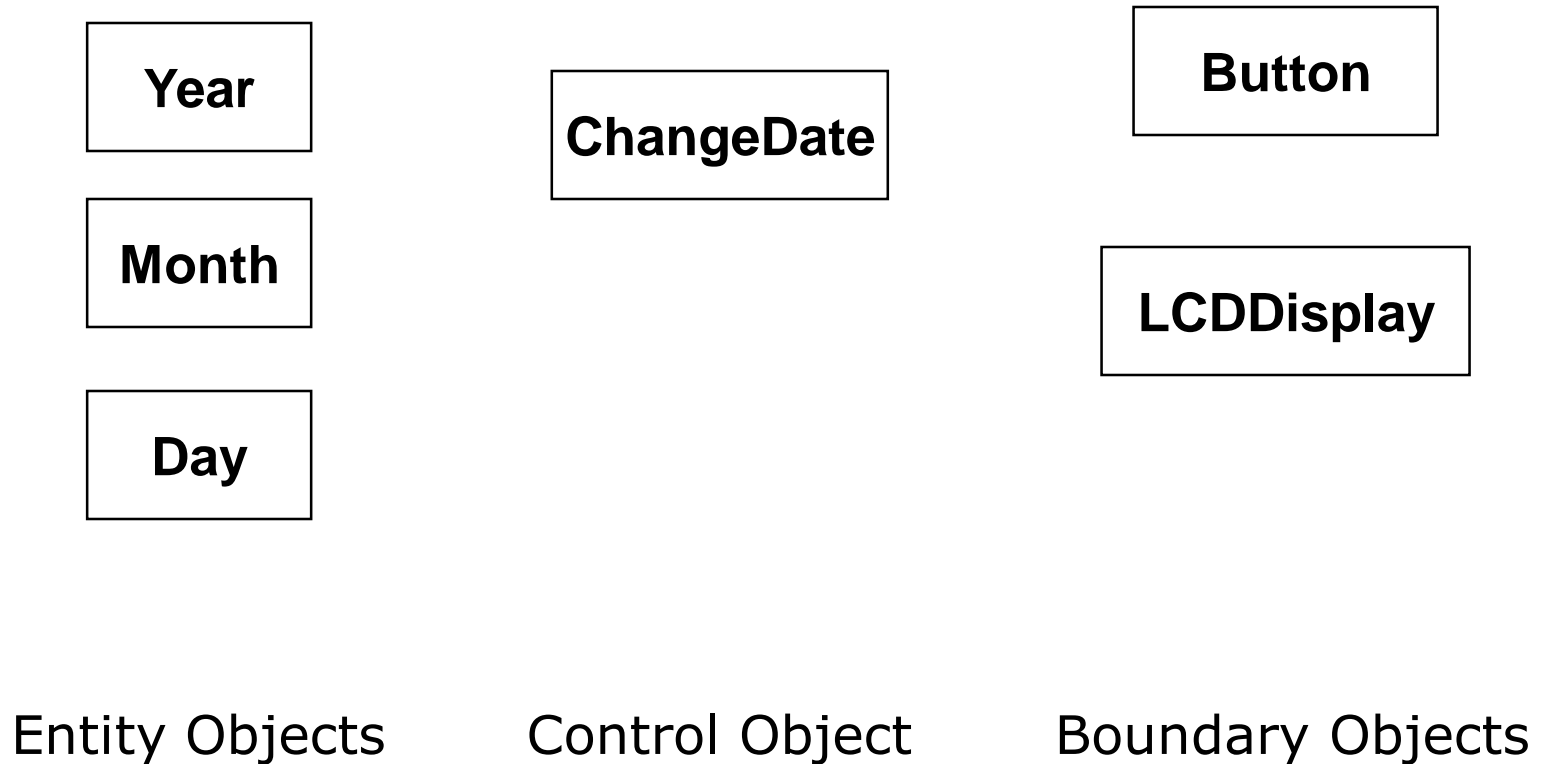 Year
Month
Day
ChangeDate
Button
LCDDisplay
Entity Objects
Control Object
Boundary Objects